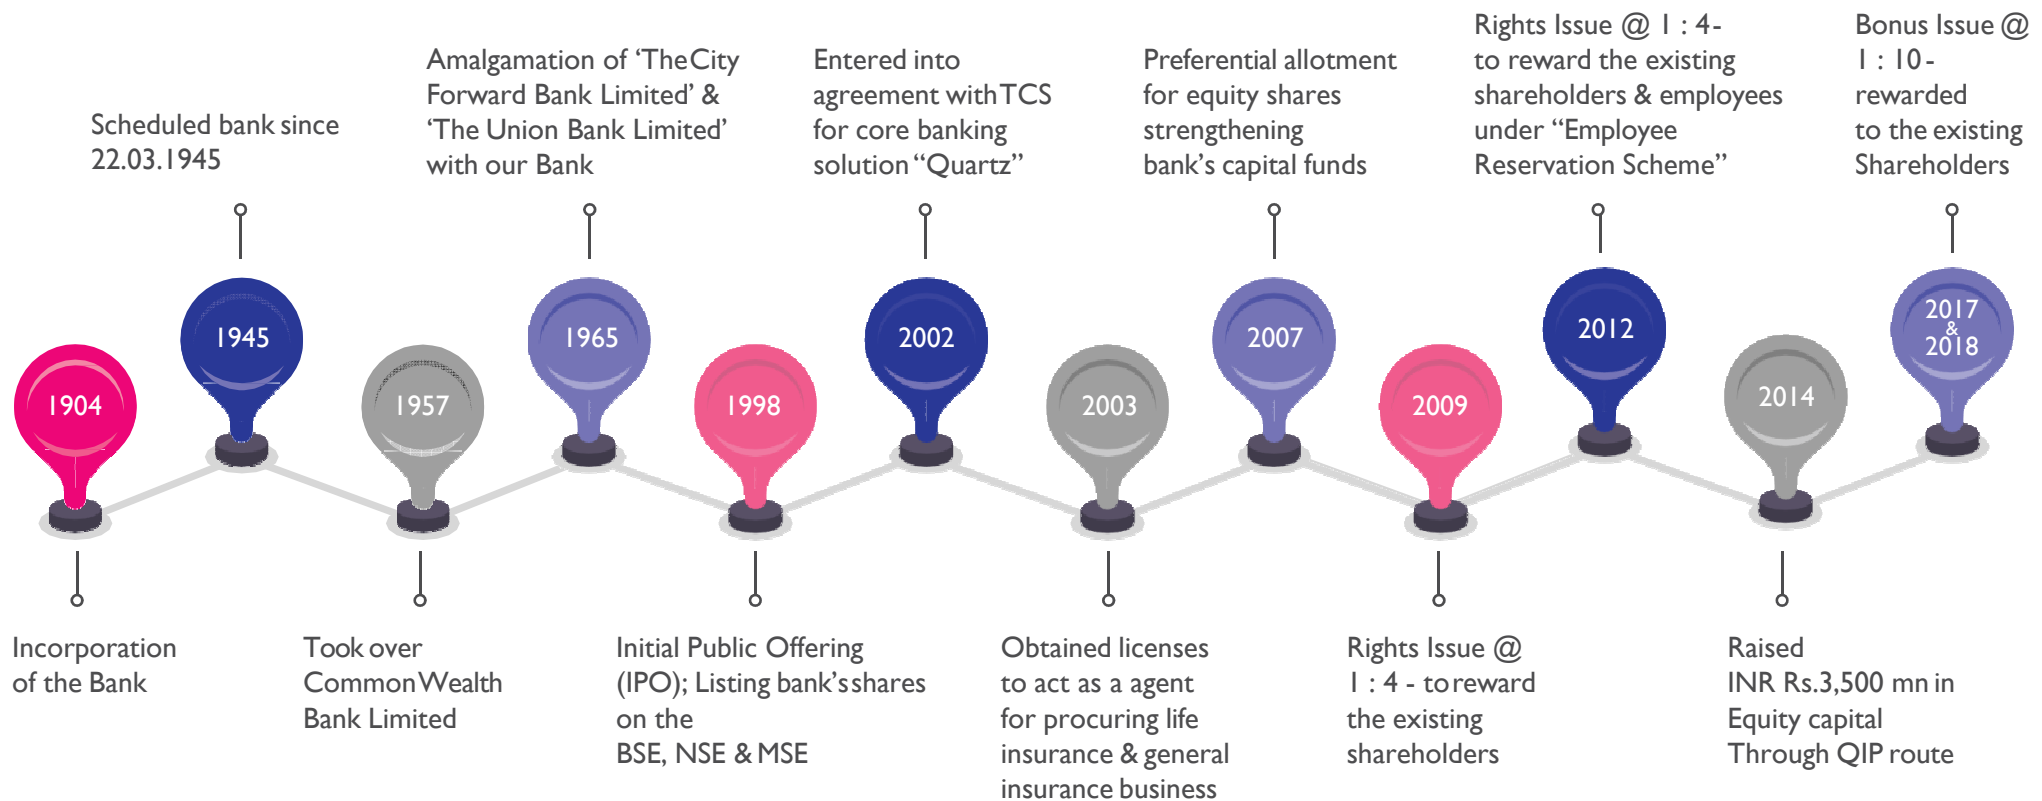 Scheduled bank since
22.03.1945
Amalgamation of ‘The City
Forward Bank Limited’ &
‘The Union Bank Limited’
with our Bank
Entered into
agreement with TCS
for core banking
solution “Quartz”
Preferential allotment
for equity shares
strengthening
bank’s capital funds
Rights Issue @ 1 : 4 -
to reward the existing
shareholders & employees
under “Employee
Reservation Scheme”
Bonus Issue @
1 : 10 -
rewarded
to the existing
Shareholders
1904
1945
1957
1965
1998
2002
2003
2007
2009
2012
2014
2017
&
2018
Incorporation
of the Bank
Took over
Common Wealth
Bank Limited
Initial Public Offering
(IPO); Listing bank’s shares
on the
BSE, NSE & MSE
Obtained licenses
to act as a agent
for procuring life
insurance & general
insurance business
Rights Issue @
1 : 4 - to reward
the existing
shareholders
Raised
INR Rs.3,500 mn in
Equity capital
Through QIP route